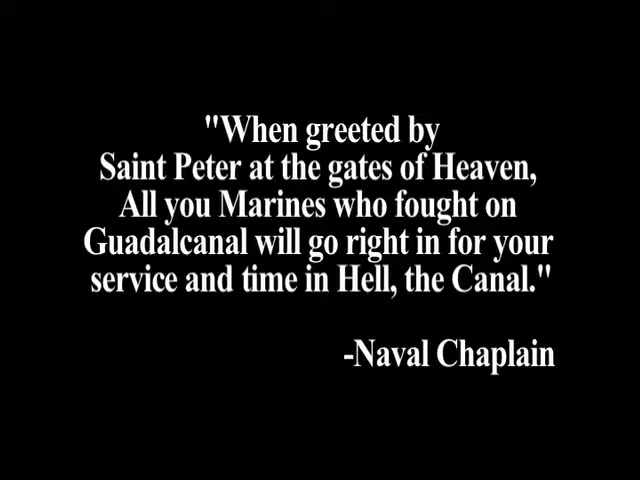 "When greeted by
Saint Peter at the gates of Heaven,
All you Marines who fought on
Guadalcanal will go right in for your
service and time in Hell, the Canal."
-Naval Chaplain